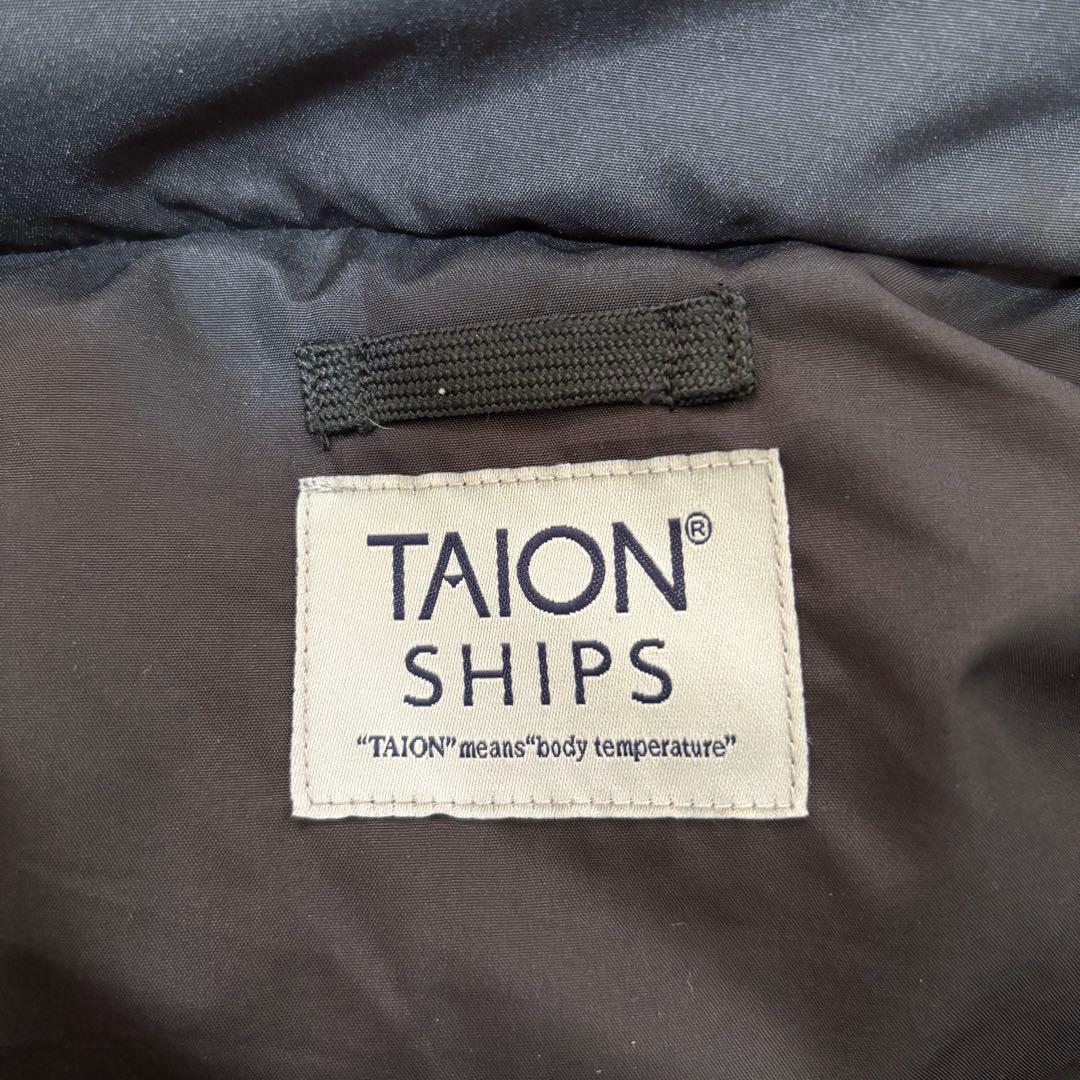 TAION®
SHIPS
“TAION” means“body temperature”